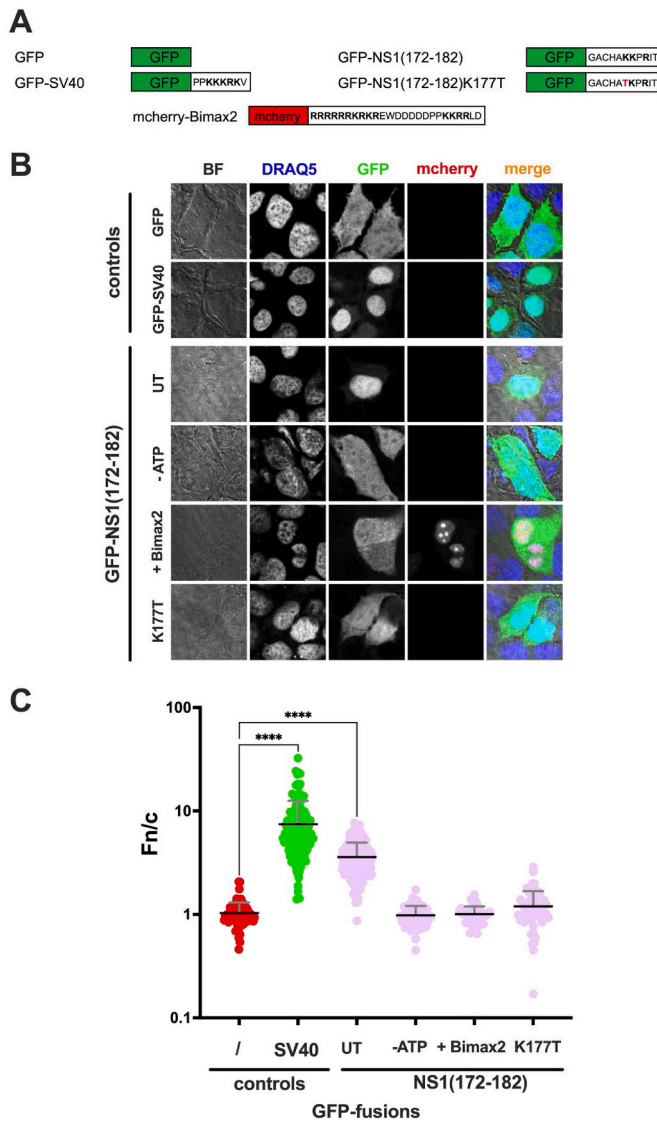 A
GFP
GFP
GFP-SV40
GFP
PPKKKRKV
GFP-NS1(172-182)
GFP
GACHAKKPRIT
GFP-NS1(172-182)K177T
GFP
GACHATKPRIT
mcherry-Bimax2
mcherry
RRRRRRKRKREWDDDDDPPKKRRLD
B
BF
DRAQ5
GFP
mcherry
merge
controls
GFP
GFP-SV40
GFP-NS1(172-182)
UT
- ATP
+ Bimax2
K177T
C
Fn/c
100
10
1
0.1
****
****
/
SV40
UT
-ATP
+ Bimax2
K177T
controls
NS1(172-182)
GFP-fusions